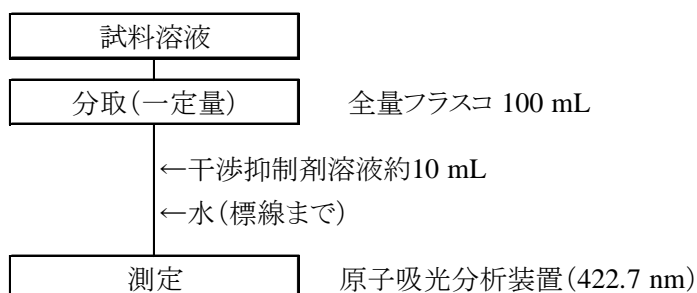 試料溶液
分取(一定量) 全量フラスコ 100 mL
←干渉抑制剤溶液約10 mL
←水(標線まで)
測定 原子吸光分析装置(422.7 nm)